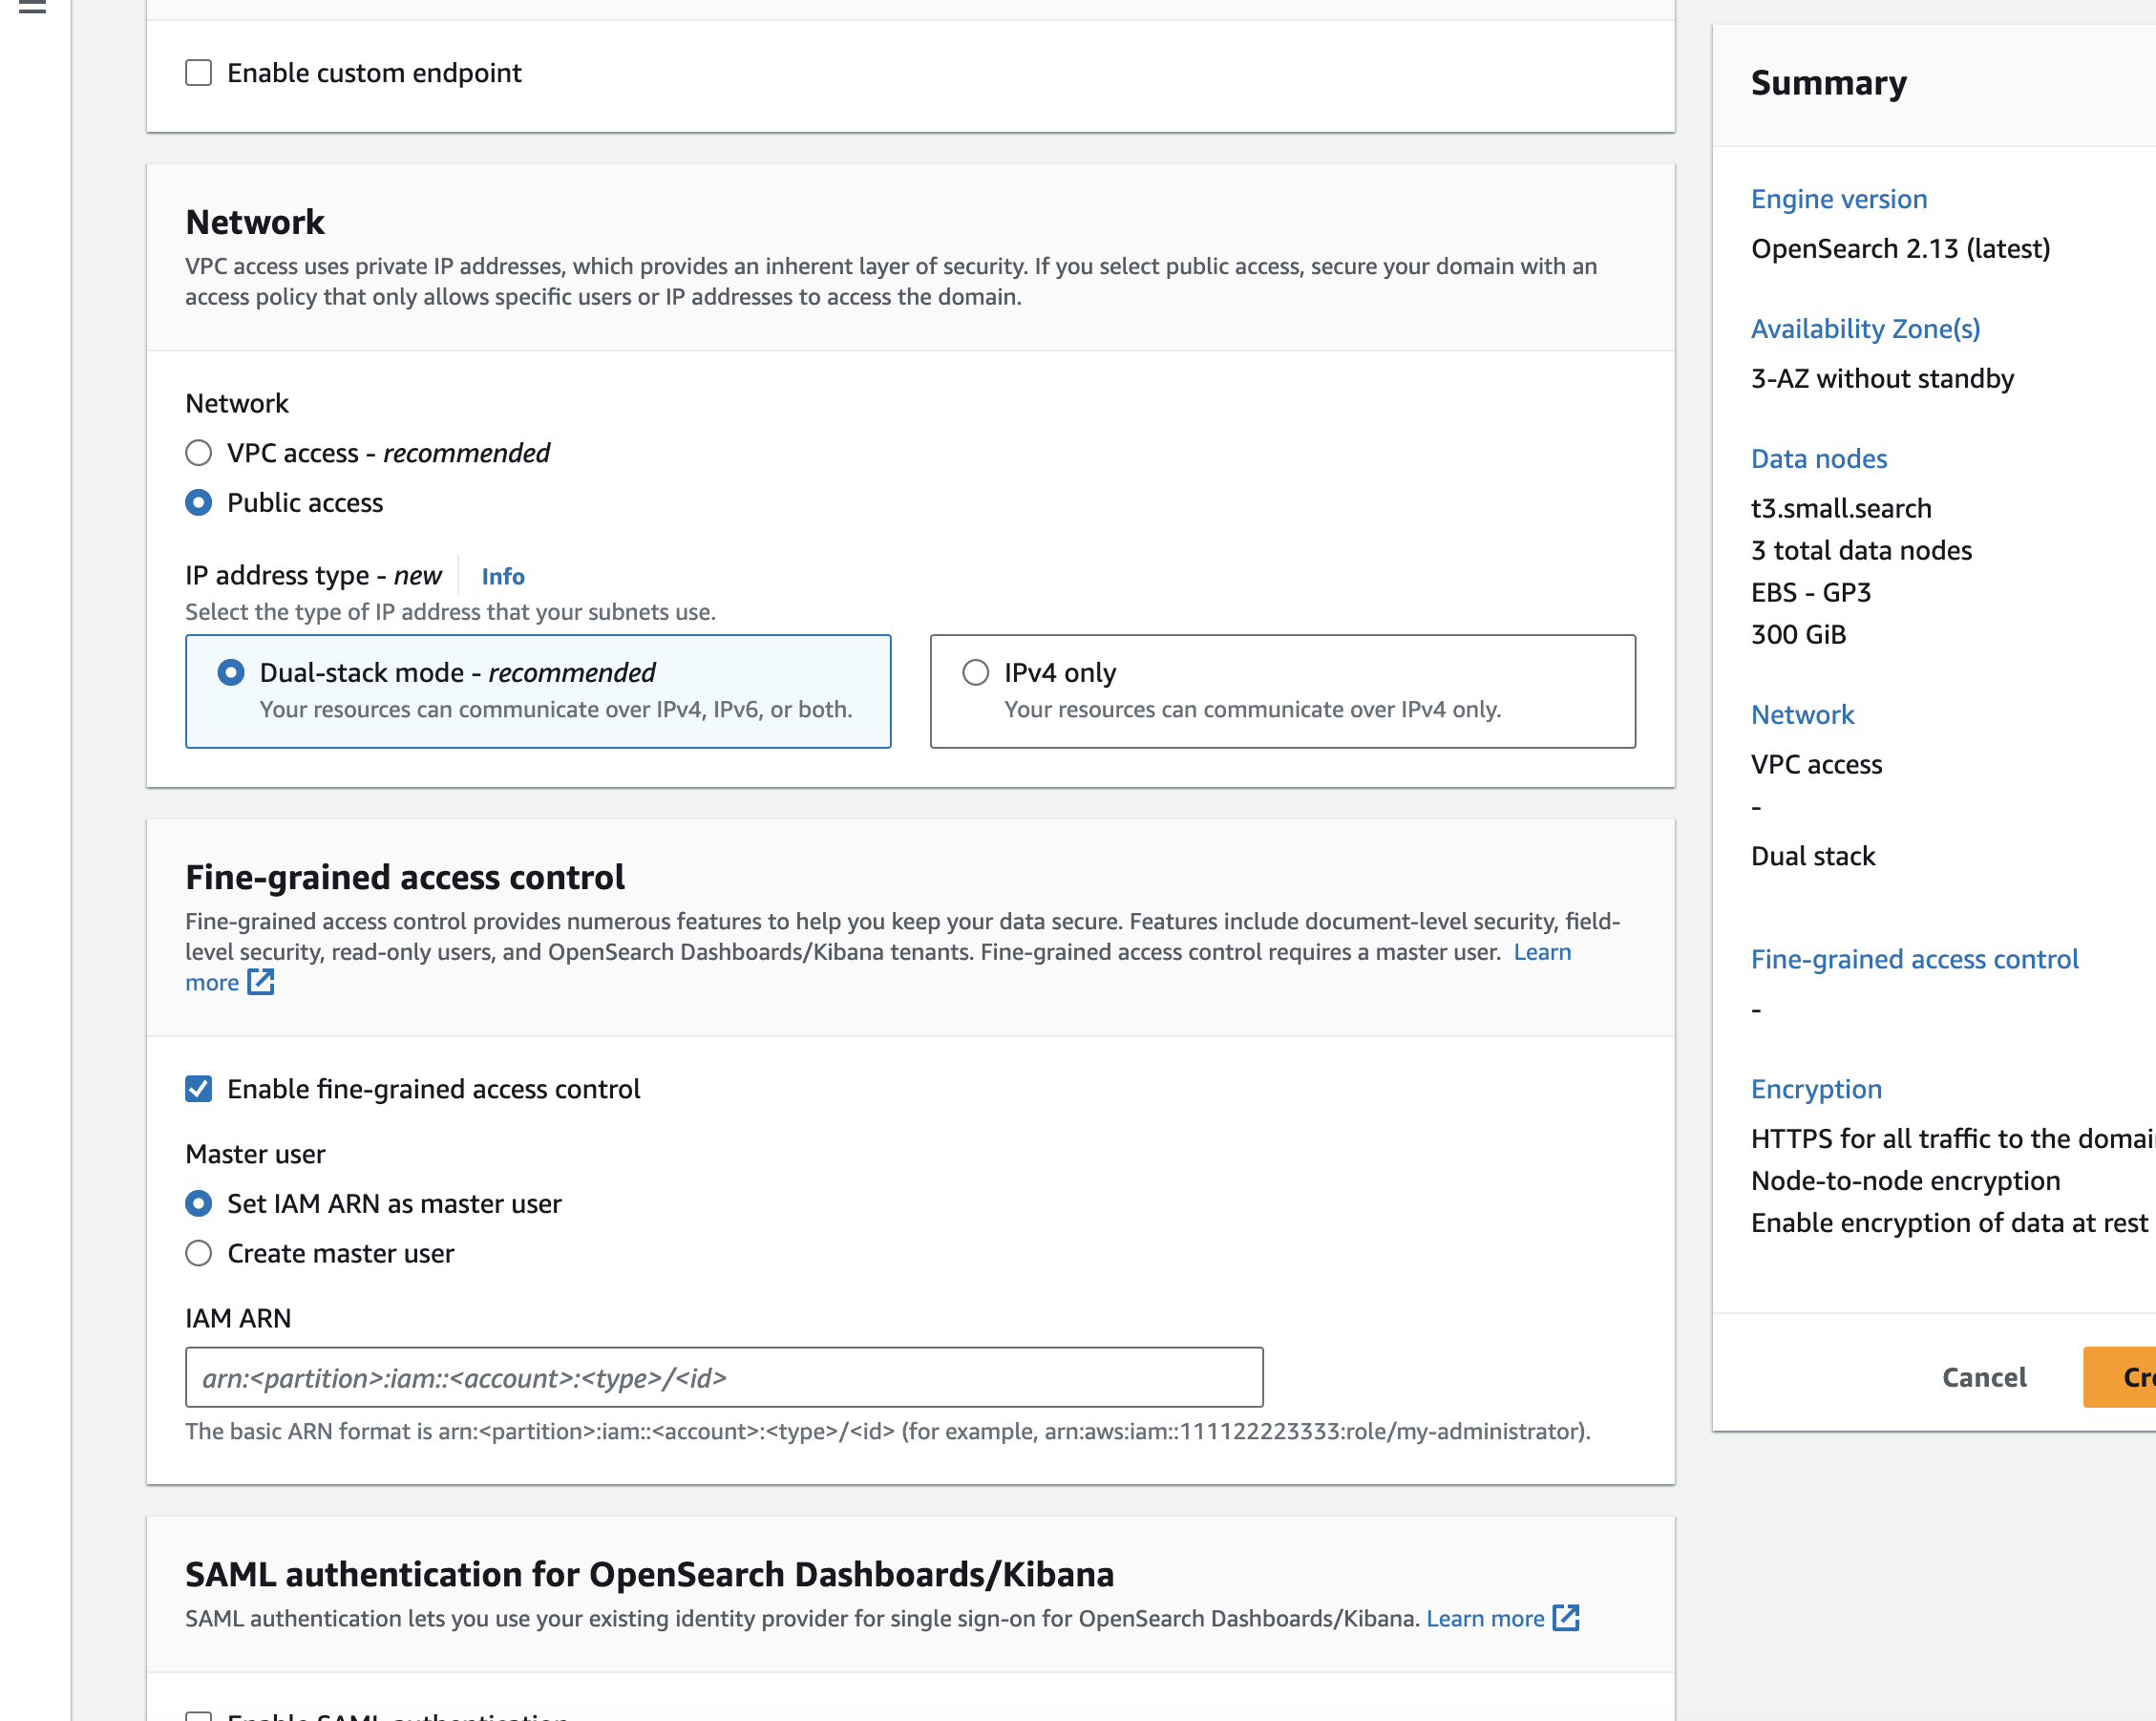 Enable custom endpoint
Network
VPC access uses private IP addresses, which provides an inherent layer of security. If you select public access, secure your domain with an
access policy that only allows specific users or IP addresses to access the domain.
Network
VPC access - recommended
Public access
IP address type - new
Info
Select the type of IP address that your subnets use.
Dual-stack mode - recommended
Your resources can communicate over IPv4, IPv6, or both.
IPv4 only
Your resources can communicate over IPv4 only.
Fine-grained access control
Fine-grained access control provides numerous features to help you keep your data secure. Features include document-level security, field-
level security, read-only users, and OpenSearch Dashboards/Kibana tenants. Fine-grained access control requires a master user. Learn
more
Enable fine-grained access control
Master user
Set IAM ARN as master user
Create master user
IAM ARN
arn:<partition>:iam::<account>:<type>/<id>
The basic ARN format is arn:<partition>:iam::<account>:<type>/<id> (for example, arn:aws:iam::111122223333:role/my-administrator).
SAML authentication for OpenSearch Dashboards/Kibana
SAML authentication lets you use your existing identity provider for single sign-on for OpenSearch Dashboards/Kibana. Learn more
Enable SAML authentication
Summary
Engine version
OpenSearch 2.13 (latest)
Availability Zone(s)
3-AZ without standby
Data nodes
t3.small.search
3 total data nodes
EBS - GP3
300 GiB
Network
VPC access
-
Dual stack
Fine-grained access control
-
Encryption
HTTPS for all traffic to the domai
Node-to-node encryption
Enable encryption of data at rest
Cancel
Cre